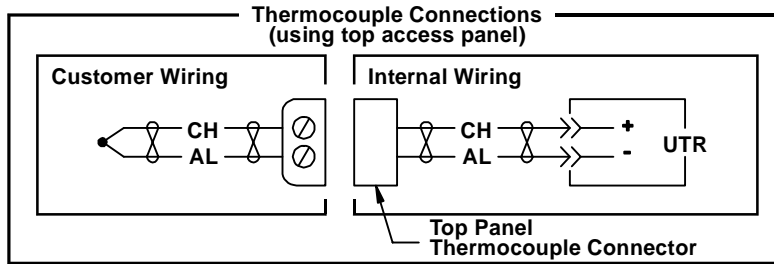 Thermocouple Connections
(using top access panel)
Customer Wiring
Internal Wiring
CH
AL
CH
AL
+
-
UTR
Top Panel
Thermocouple Connector